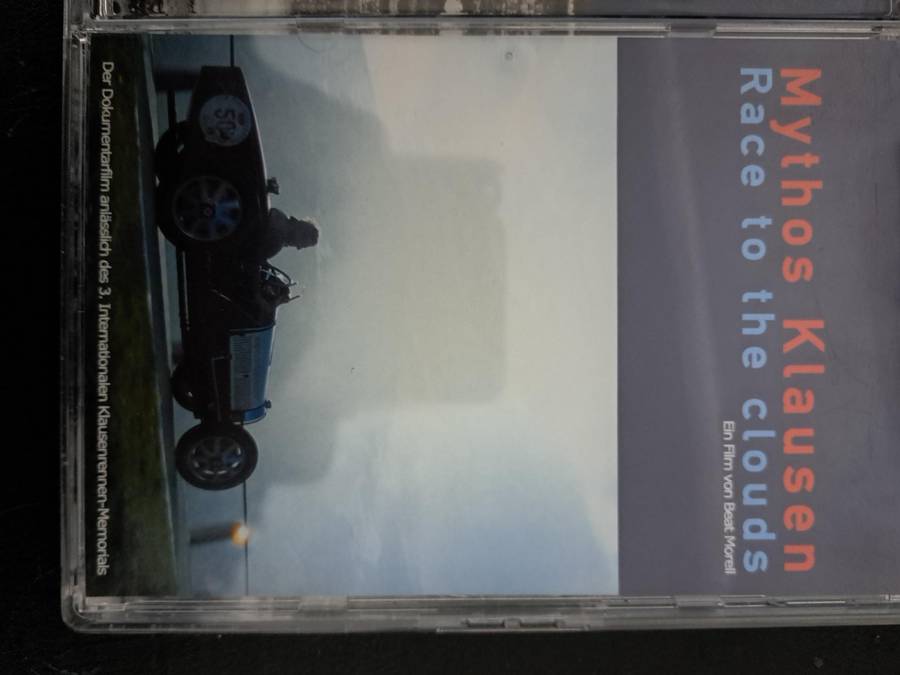 Mythos Klausen
Race to the clouds
Ein Film von Beat Morell
50
Der Dokumentarfilm anlässlich des 3. Internationalen Klausenrennen-Memorials